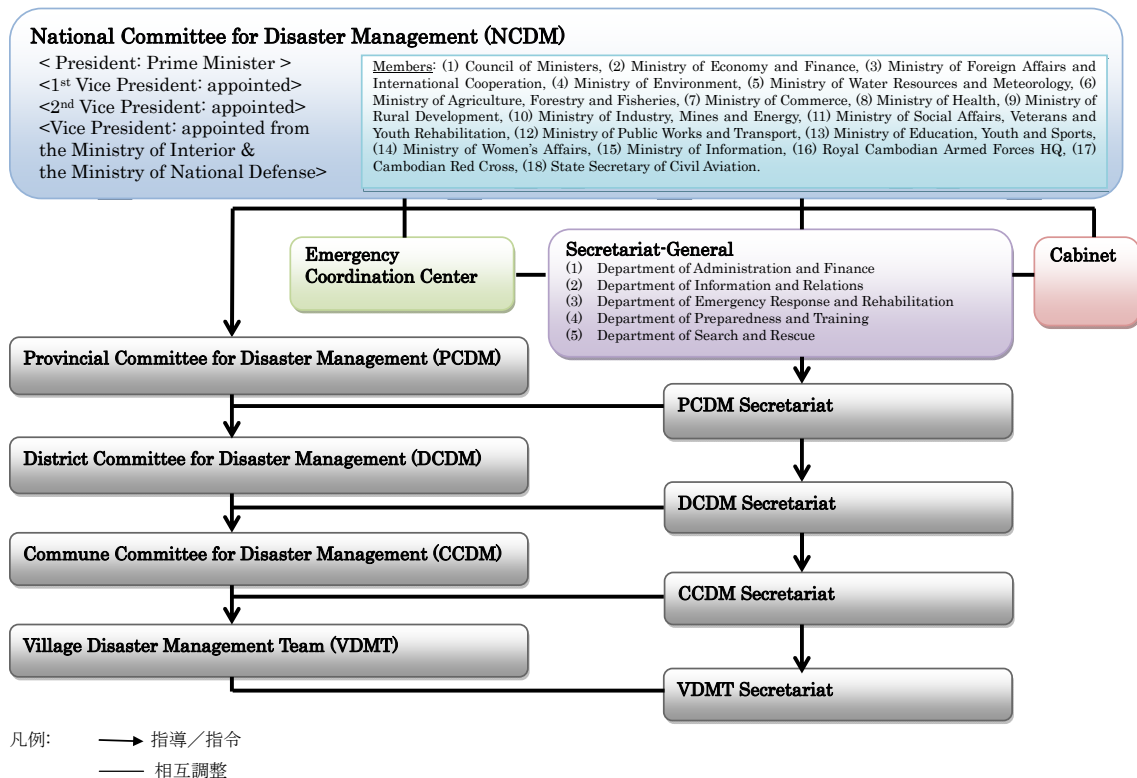 National Committee for Disaster Management (NCDM)
< President: Prime Minister >
<1st Vice President: appointed>
<2nd Vice President: appointed>
<Vice President: appointed from
the Ministry of Interior &
the Ministry of National Defense>
Members: (1) Council of Ministers, (2) Ministry of Economy and Finance, (3) Ministry of Foreign Affairs and
International Cooperation, (4) Ministry of Environment, (5) Ministry of Water Resources and Meteorology, (6)
Ministry of Agriculture, Forestry and Fisheries, (7) Ministry of Commerce, (8) Ministry of Health, (9) Ministry of
Rural Development, (10) Ministry of Industry, Mines and Energy, (11) Ministry of Social Affairs, Veterans and
Youth Rehabilitation, (12) Ministry of Public Works and Transport, (13) Ministry of Education, Youth and Sports,
(14) Ministry of Women's Affairs, (15) Ministry of Information, (16) Royal Cambodian Armed Forces HQ, (17)
Cambodian Red Cross, (18) State Secretary of Civil Aviation.
Emergency
Coordination Center
Secretariat-General
(1) Department of Administration and Finance
(2) Department of Information and Relations
(3) Department of Emergency Response and Rehabilitation
(4) Department of Preparedness and Training
(5) Department of Search and Rescue
Cabinet
Provincial Committee for Disaster Management (PCDM)
PCDM Secretariat
District Committee for Disaster Management (DCDM)
DCDM Secretariat
Commune Committee for Disaster Management (CCDM)
CCDM Secretariat
Village Disaster Management Team (VDMT)
VDMT Secretariat
凡例: 指導／指令
相互調整